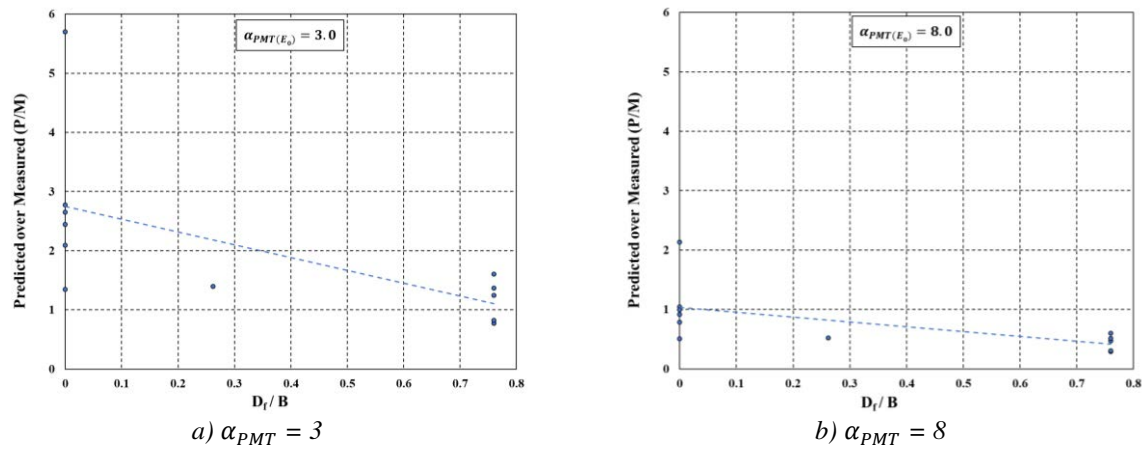 6
5
4
3
2
1
0
Predicted over Measured (P/M)
α_PMT(E_o) = 3.0
0 0.1 0.2 0.3 0.4 0.5 0.6 0.7 0.8
D_f / B
a) α_PMT = 3
6
5
4
3
2
1
0
Predicted over Measured (P/M)
α_PMT(E_o) = 8.0
0 0.1 0.2 0.3 0.4 0.5 0.6 0.7 0.8
D_f / B
b) α_PMT = 8